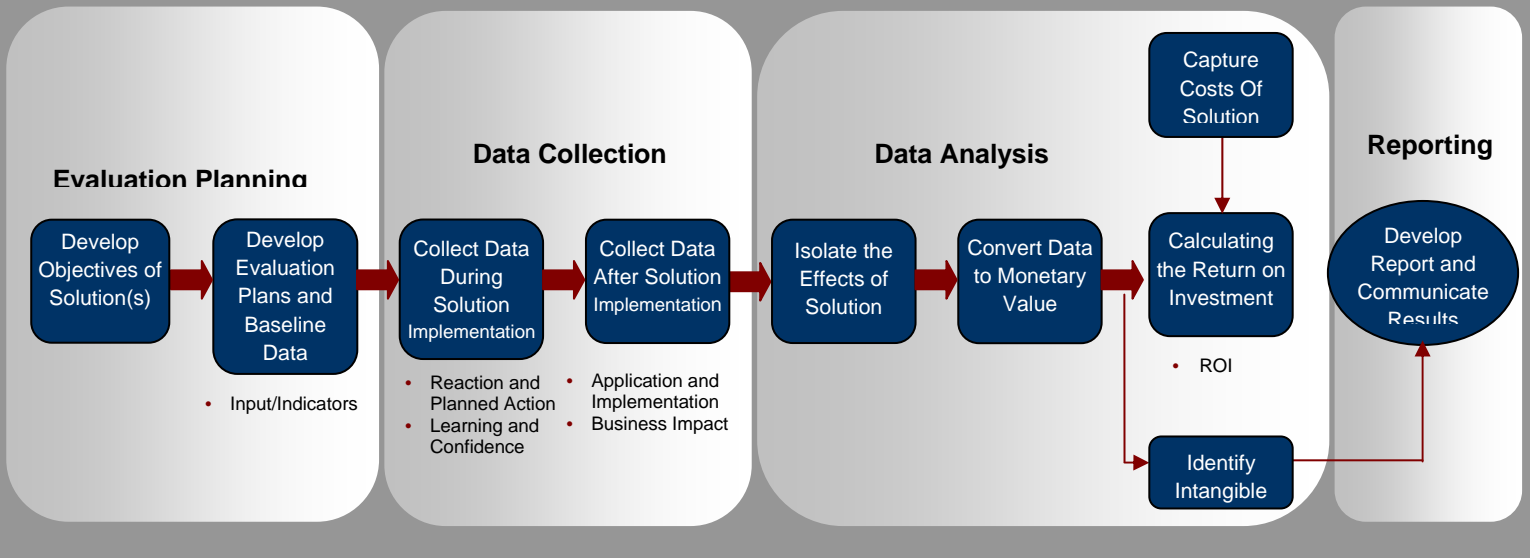 Evaluation Planning
Develop
Objectives of
Solution(s)
Develop
Evaluation
Plans and
Baseline
Data
• Input/Indicators
Data Collection
Collect Data
During
Solution
Implementation
• Reaction and
Planned Action
• Learning and
Confidence
Collect Data
After Solution
Implementation
• Application and
Implementation
• Business Impact
Data Analysis
Isolate the
Effects of
Solution
Convert Data
to Monetary
Value
Capture
Costs Of
Solution
Calculating
the Return on
Investment
• ROI
Identify
Intangible
Reporting
Develop
Report and
Communicate
Results